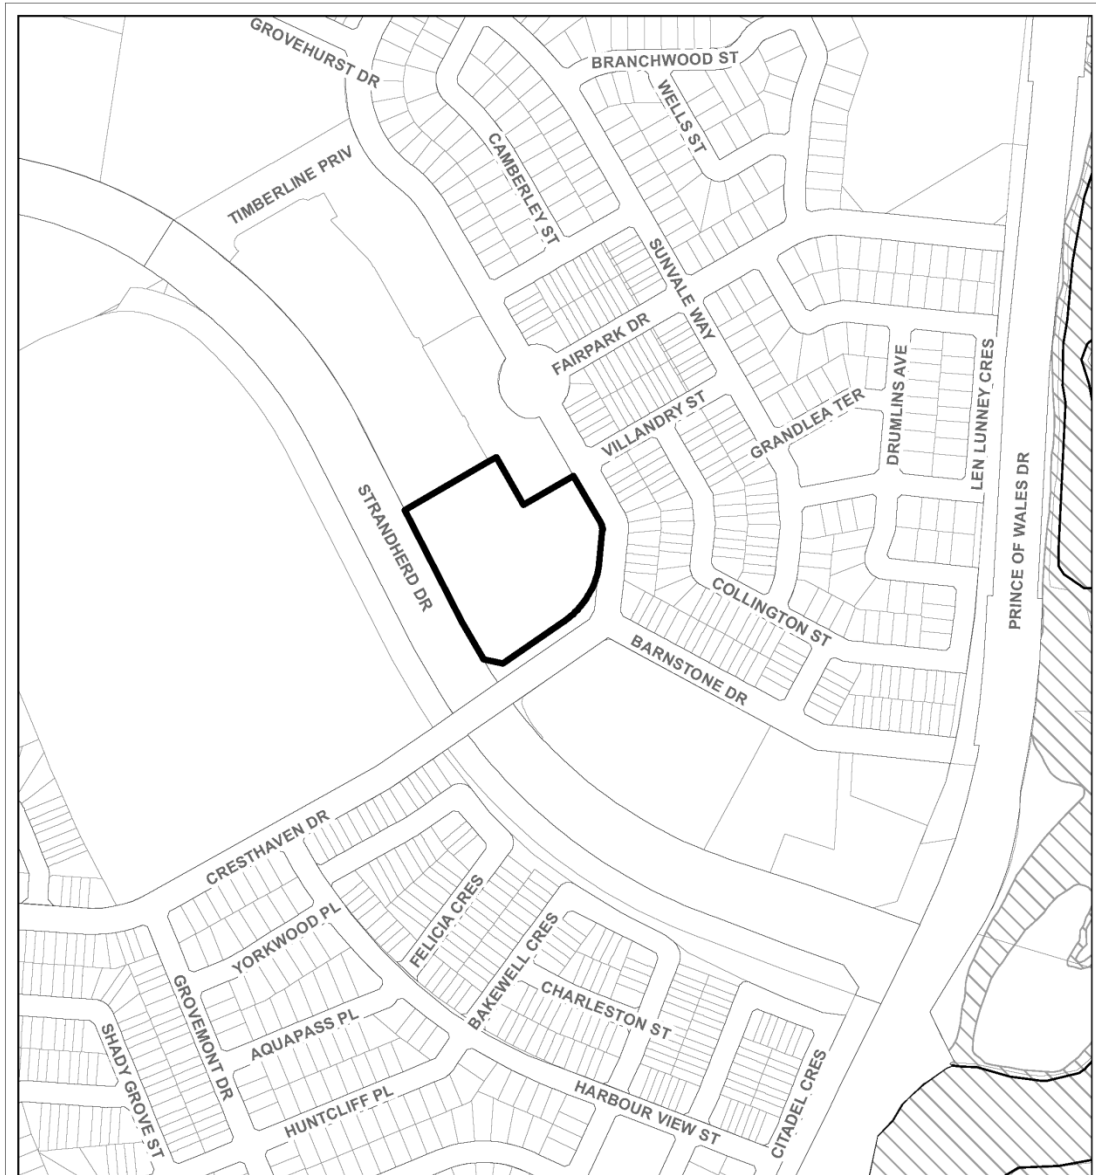 GROVEHURST DR
BRANCHWOOD ST
WELLS ST
CAMBERLEY ST
TIMBERLINE PRIV
SUNVALE WAY
FAIRPARK DR
VILLANDRY ST
GRANDLEA TER
DRUMLINS AVE
LEN LUNNEY CRES
PRINCE OF WALES DR
STRANDHERD DR
COLLINGTON ST
BARNSTONE DR
CRESTHAVEN DR
YORKWOOD PL
FELICIA CRES
BAKEWELL CRES
GROVEMONT DR
AQUAPASS PL
CHARLESTON ST
SHADY GROVE ST
HUNTCLIFF PL
HARBOUR VIEW ST
CITADEL CRES